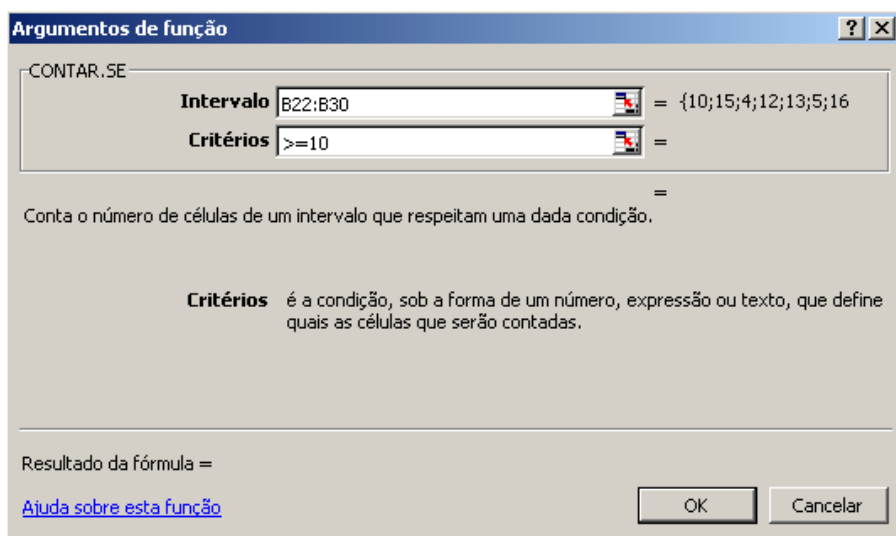 Argumentos de função
CONTAR.SE
Intervalo B22:B30 = {10;15;4;12;13;5;16
Critérios >=10 =
=
Conta o número de células de um intervalo que respeitam uma dada condição.
Critérios é a condição, sob a forma de um número, expressão ou texto, que define
quais as células que serão contadas.
Resultado da fórmula =
Ajuda sobre esta função OK Cancelar